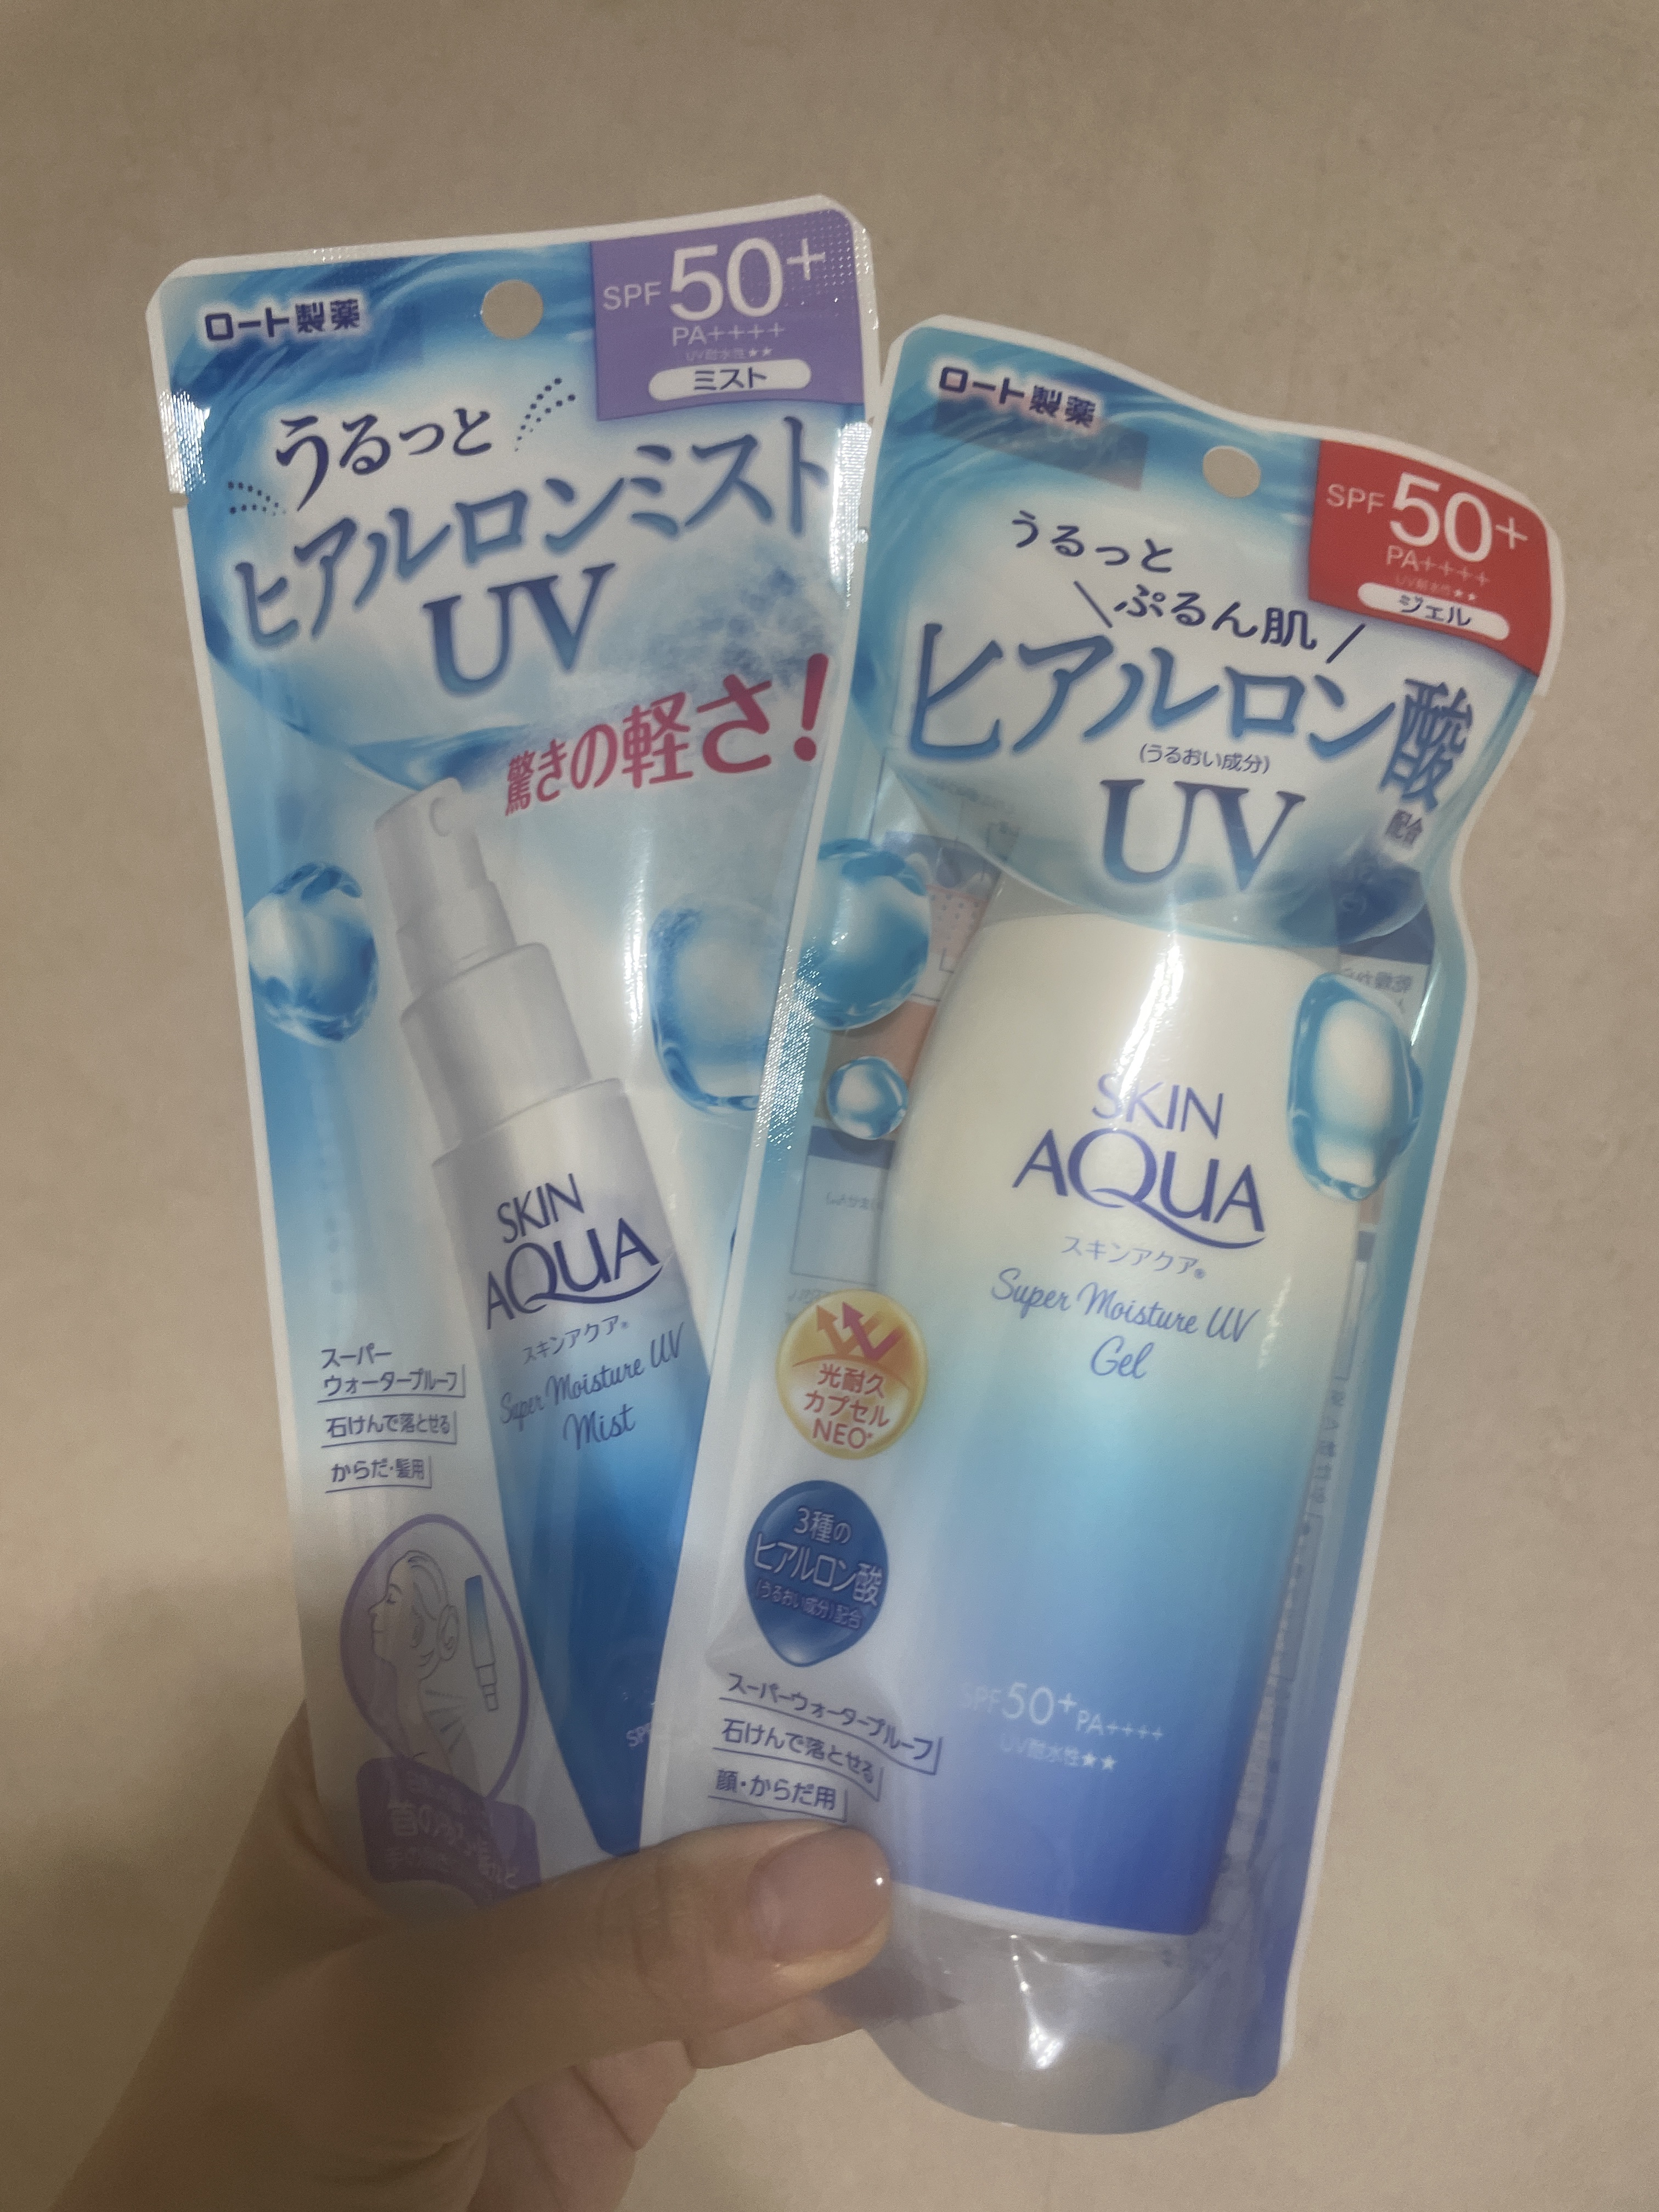 ロート製薬
SPF 50+
PA++++
UV耐水性★★
ミスト
うるっと
ヒアルロンミスト
UV
驚きの軽さ!
SKIN
AQUA
スキンアクア®
Super Moisture UV
Mist
スーパー
ウォータープルーフ
石けんで落とせる
からだ・髪用
ロート製薬
SPF 50+
PA++++
UV耐水性★★
ジェル
うるっと
ぷるん肌
ヒアルロン酸
(うるおい成分)
配合
UV
SKIN
AQUA
スキンアクア®
Super Moisture UV
Gel
光耐久
カプセル
NEO*
3種の
ヒアルロン酸
(うるおい成分)配合
スーパーウォータープルーフ
石けんで落とせる
顔・からだ用
SPF50+PA++++
UV耐水性★★